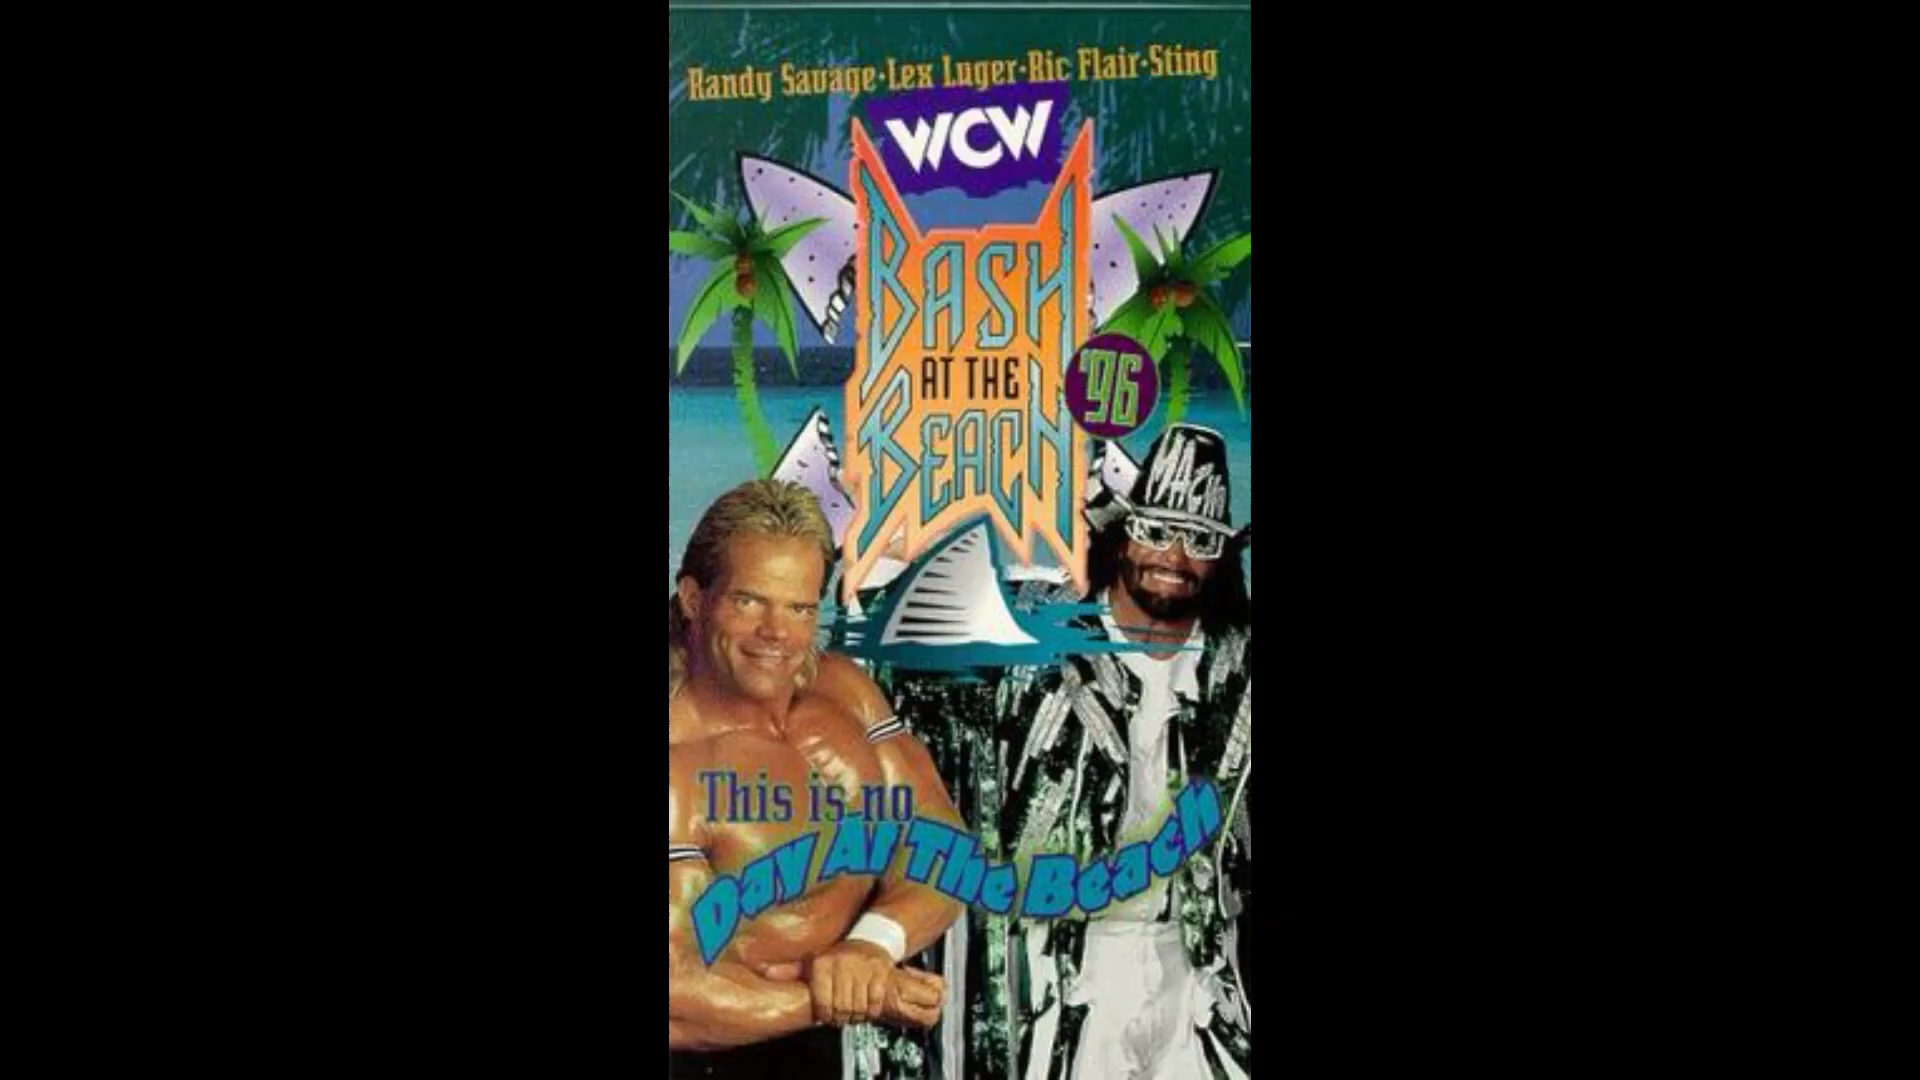 Randy Savage·Lex Luger·Ric Flair·Sting
WCW
BASH
AT THE
BEACH
'96
MACHO
This is no
Day At The Beach